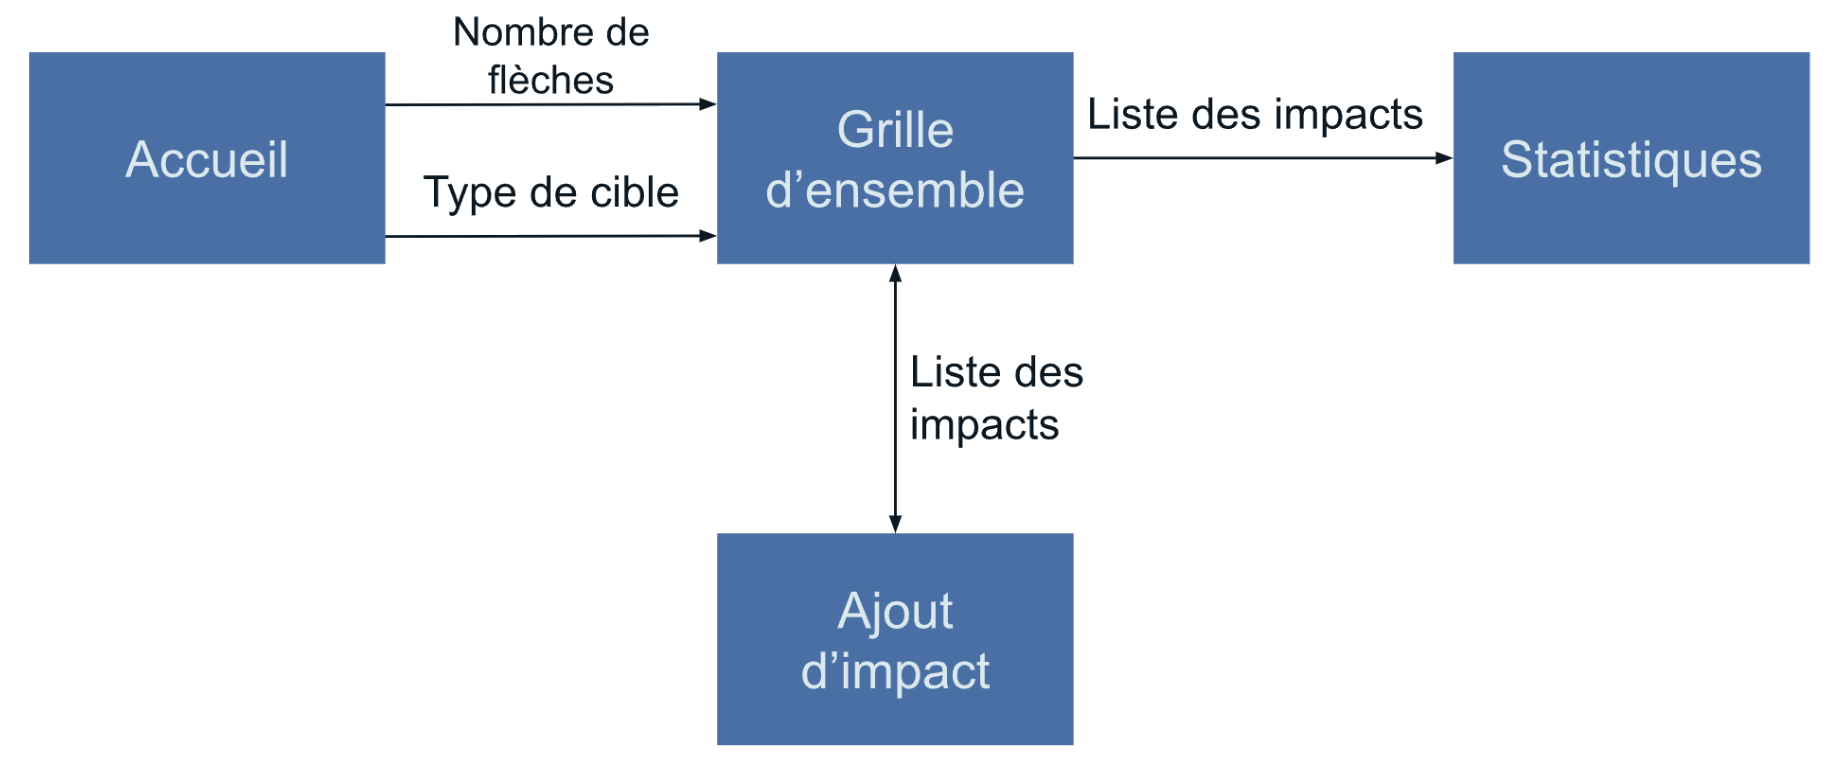 Accueil
Nombre de
flèches
Type de cible
Grille
d’ensemble
Liste des impacts
Statistiques
Liste des
impacts
Ajout
d’impact